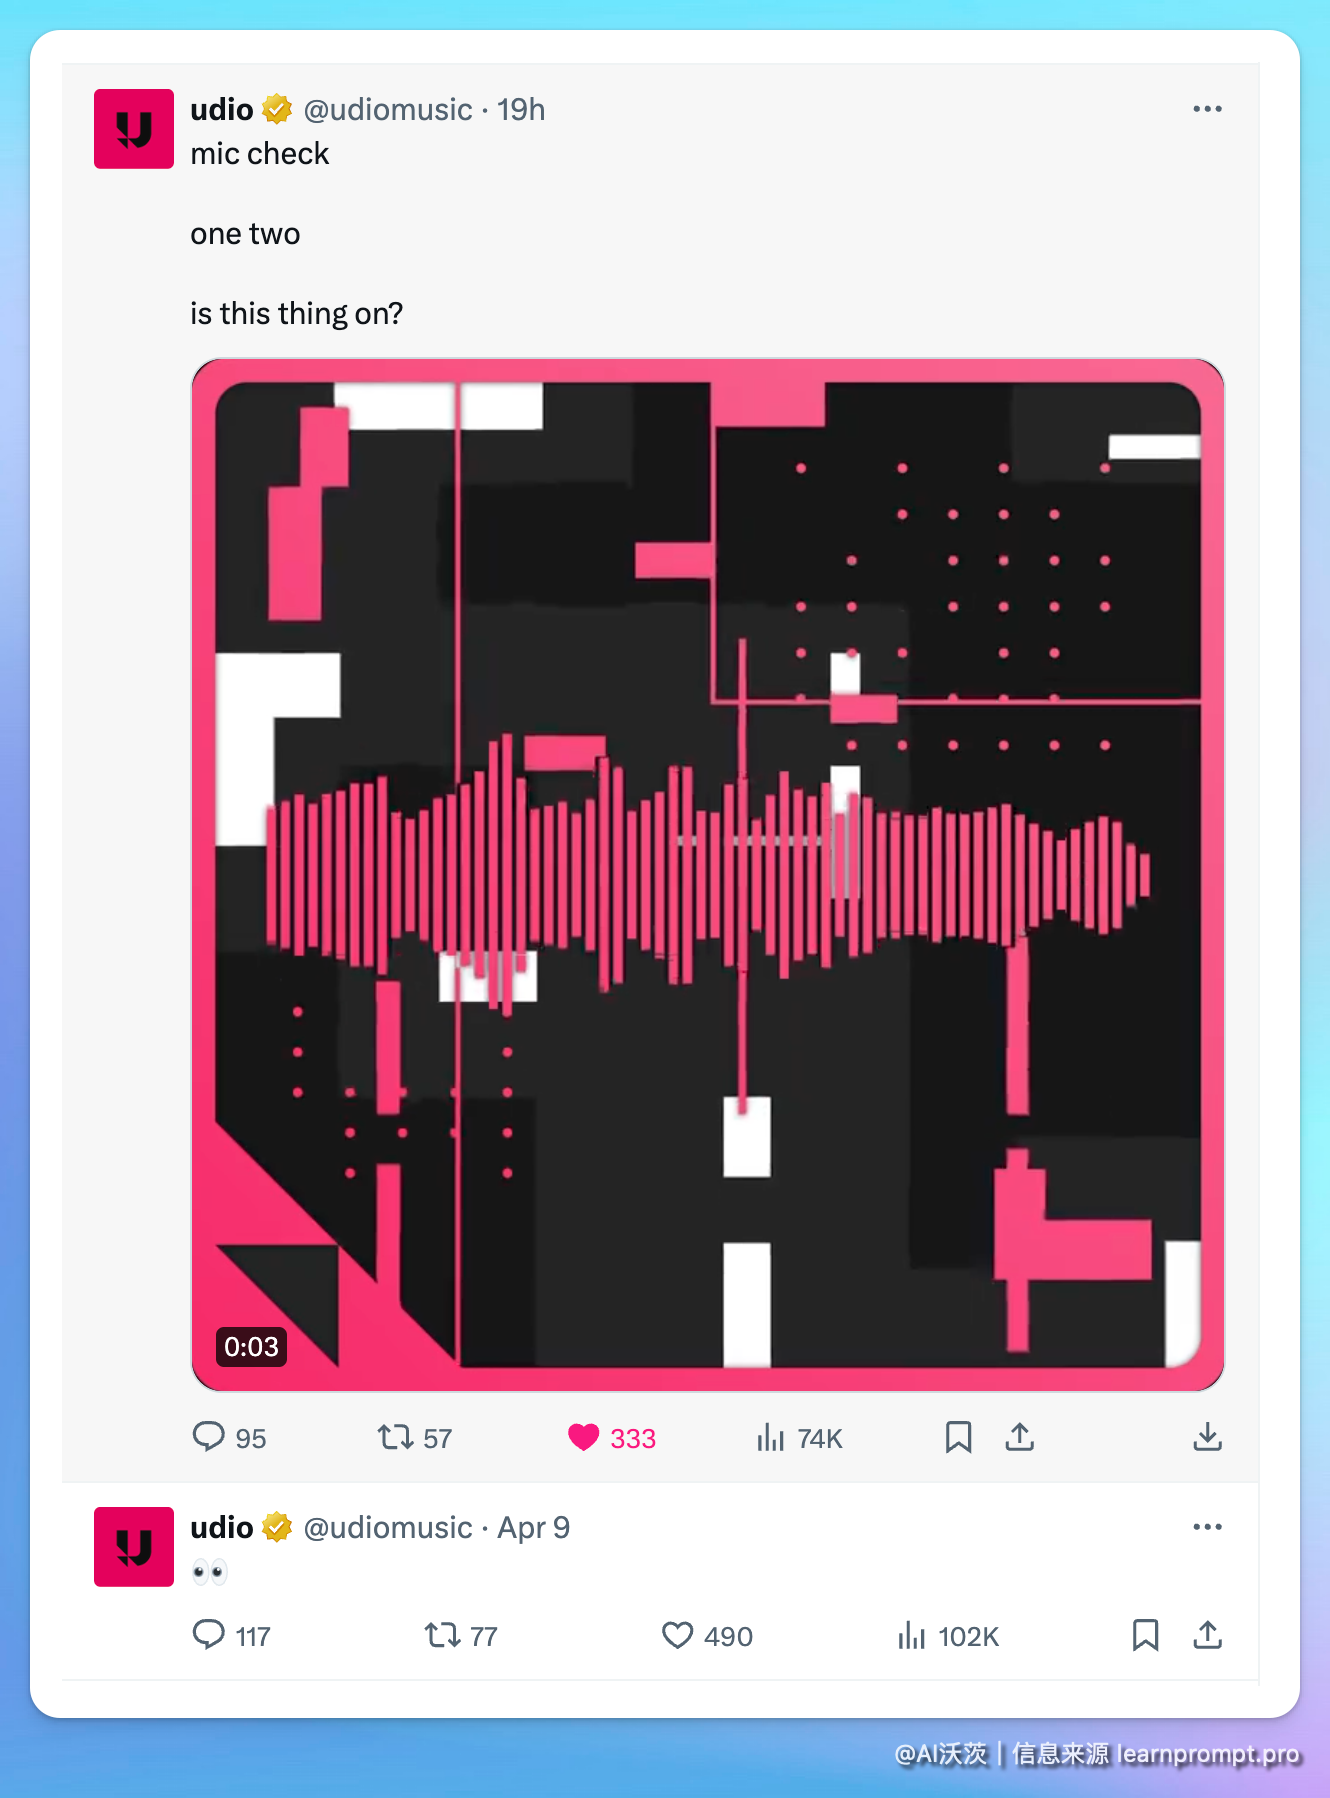 udio @udiomusic · 19h
mic check
one two
is this thing on?
0:03
95 57 333 74K
udio @udiomusic · Apr 9
👀
117 77 490 102K
@AI沃茨 | 信息来源 learnprompt.pro